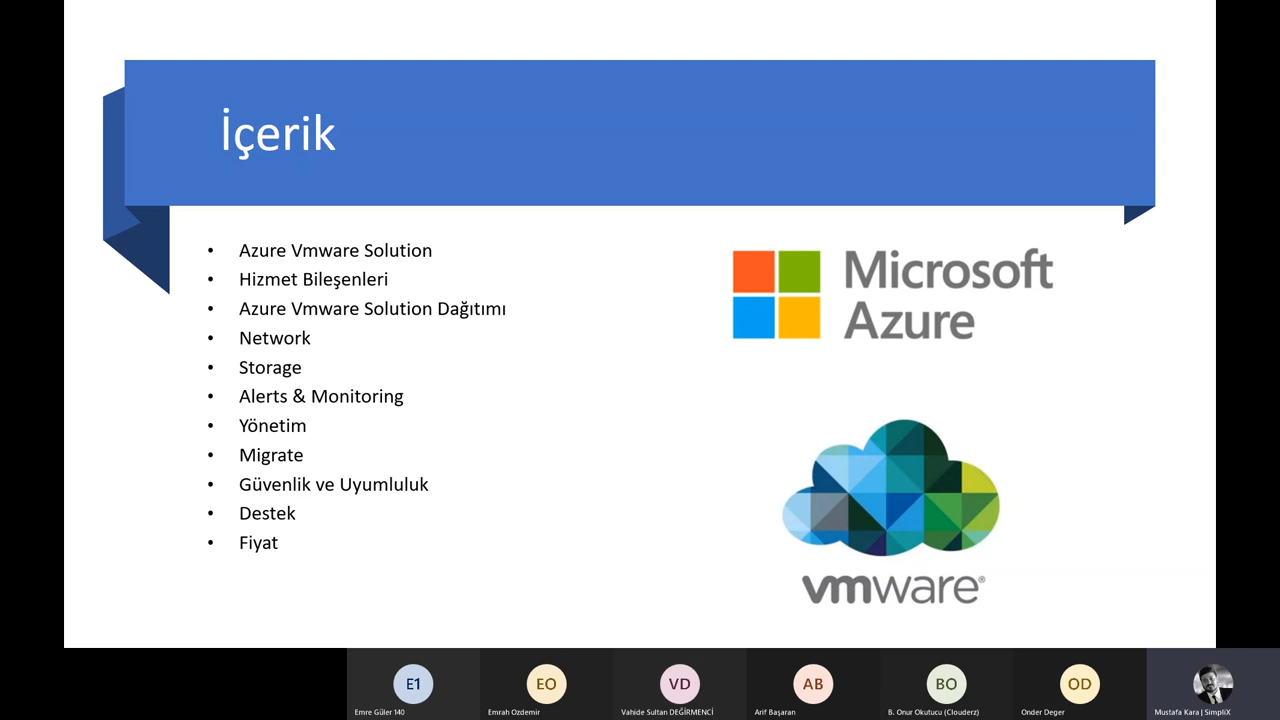 İçerik
• Azure Vmware Solution
• Hizmet Bileşenleri
• Azure Vmware Solution Dağıtımı
• Network
• Storage
• Alerts & Monitoring
• Yönetim
• Migrate
• Güvenlik ve Uyumluluk
• Destek
• Fiyat
Microsoft
Azure
vmware®
E1
EO
VD
AB
BO
OD
Emre Güler 140
Emrah Ozdemir
Vahide Sultan DEĞİRMENCİ
Arif Başaran
B. Onur Okutucu (Clouderz)
Onder Deger
Mustafa Kara | SimpliX